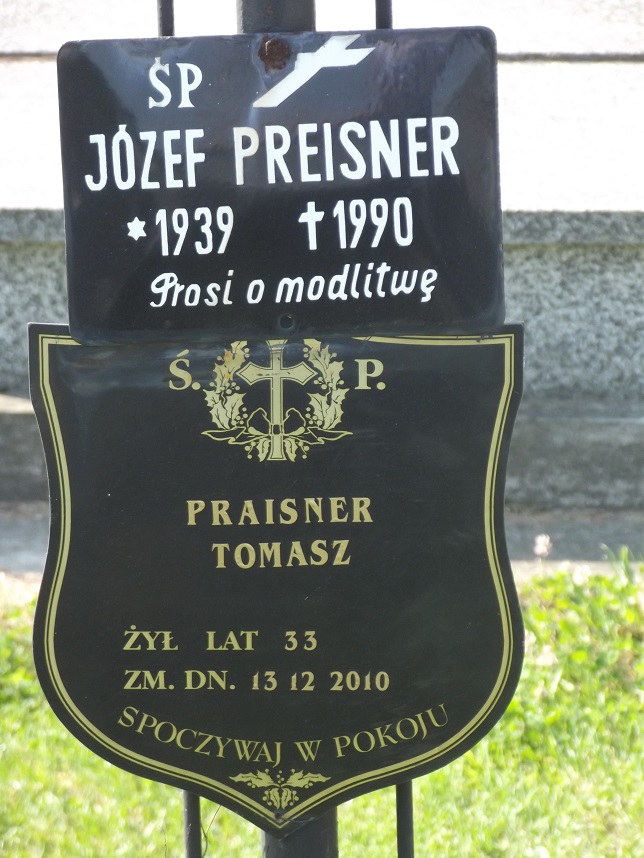 ŚP
JÓZEF PREISNER
*1939 †1990
Prosi o modlitwę
Ś. P.
PRAISNER
TOMASZ
ŻYŁ LAT 33
ZM. DN. 13 12 2010
SPOCZYWAJ W POKOJU